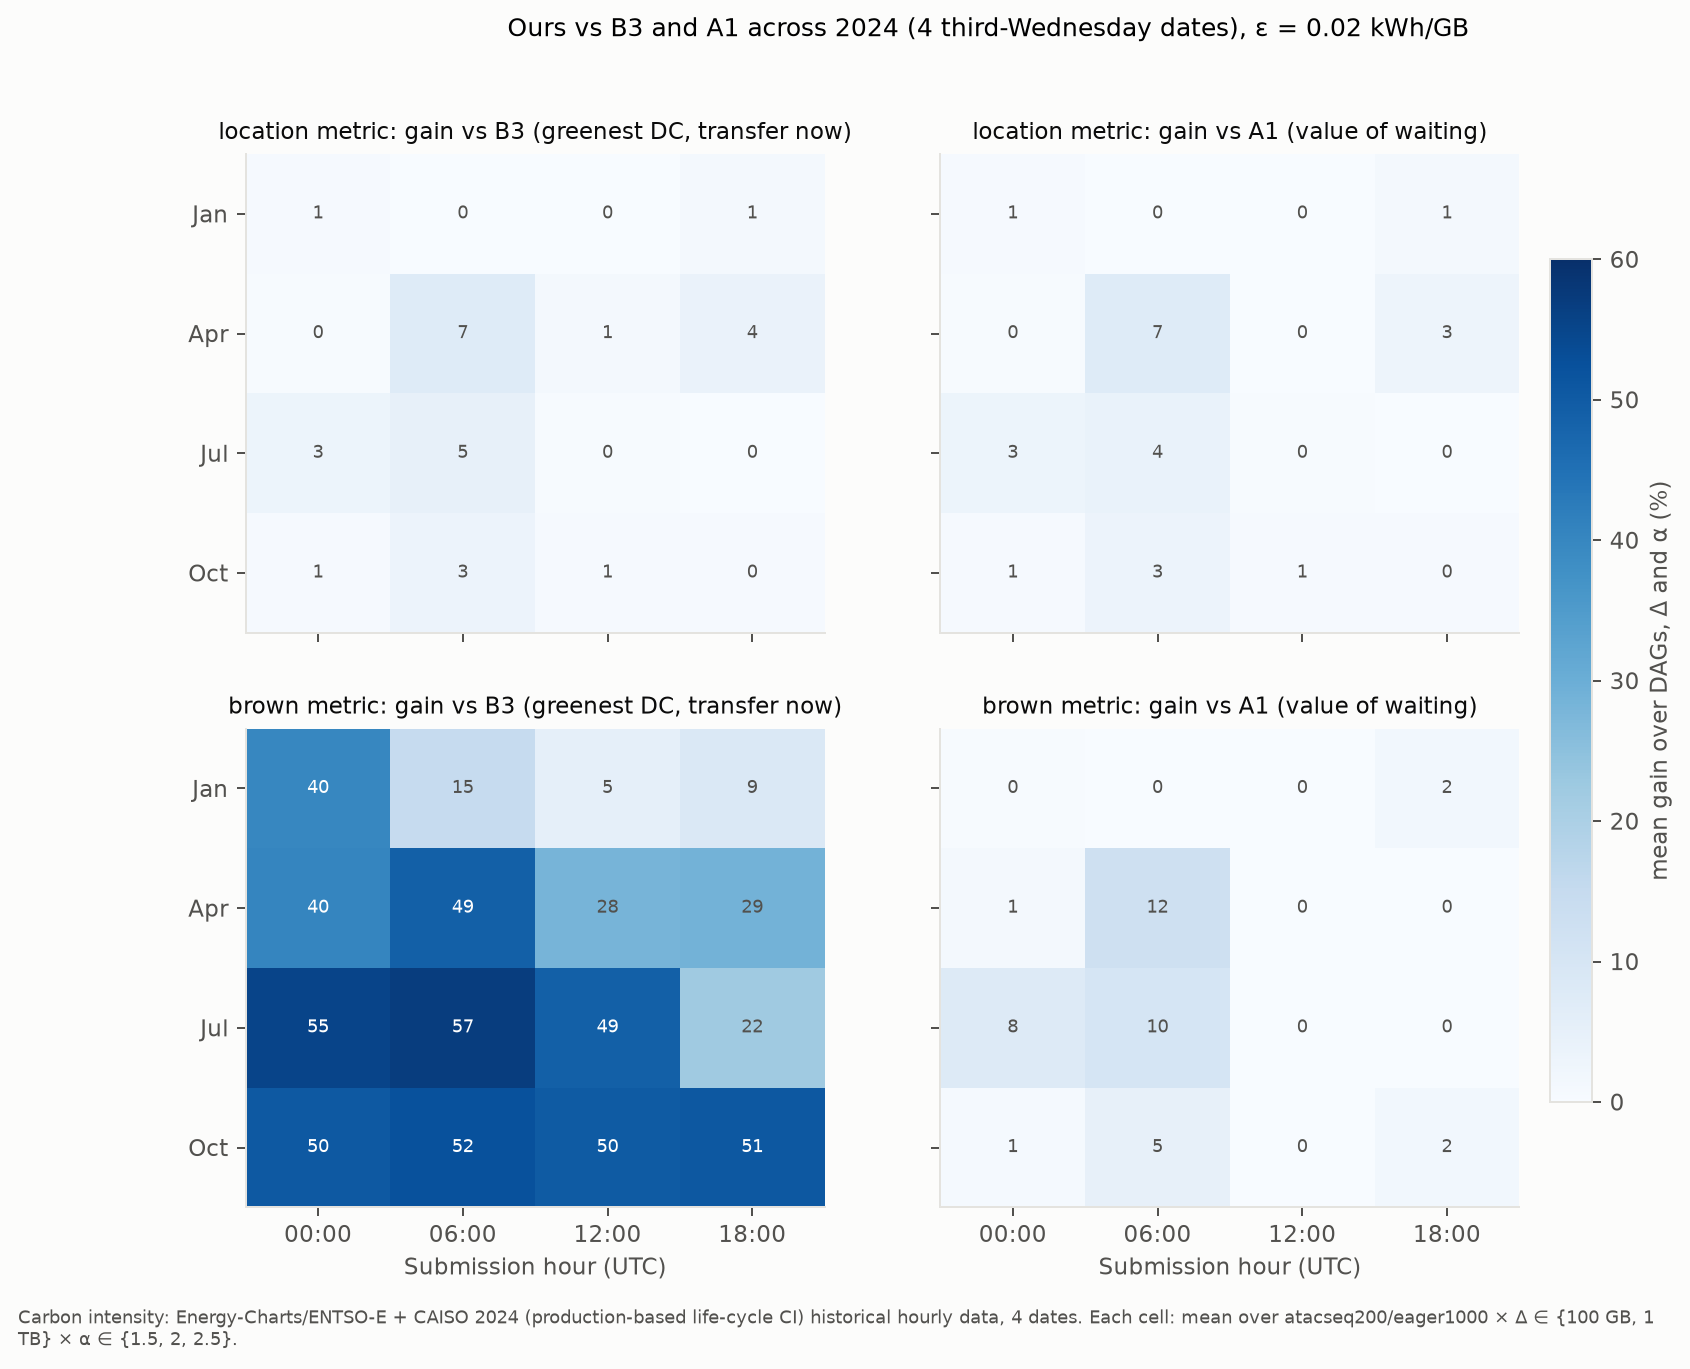 Ours vs B3 and A1 across 2024 (4 third-Wednesday dates), ε = 0.02 kWh/GB
location metric: gain vs B3 (greenest DC, transfer now)
Jan 1 0 0 1
Apr 0 7 1 4
Jul 3 5 0 0
Oct 1 3 1 0
location metric: gain vs A1 (value of waiting)
1 0 0 1
0 7 0 3
3 4 0 0
1 3 1 0
brown metric: gain vs B3 (greenest DC, transfer now)
Jan 40 15 5 9
Apr 40 49 28 29
Jul 55 57 49 22
Oct 50 52 50 51
00:00 06:00 12:00 18:00
Submission hour (UTC)
brown metric: gain vs A1 (value of waiting)
0 0 0 2
1 12 0 0
8 10 0 0
1 5 0 2
00:00 06:00 12:00 18:00
Submission hour (UTC)
60
50
40
30
20
10
0
mean gain over DAGs, Δ and α (%)
Carbon intensity: Energy-Charts/ENTSO-E + CAISO 2024 (production-based life-cycle CI) historical hourly data, 4 dates. Each cell: mean over atacseq200/eager1000 × Δ ∈ {100 GB, 1
TB} × α ∈ {1.5, 2, 2.5}.